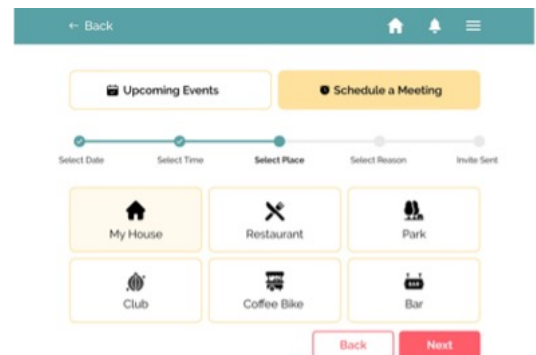 ← Back
Upcoming Events
Schedule a Meeting
Select Date Select Time Select Place Select Reason Invite Sent
My House Restaurant Park
Club Coffee Bike BAR Bar
Back Next